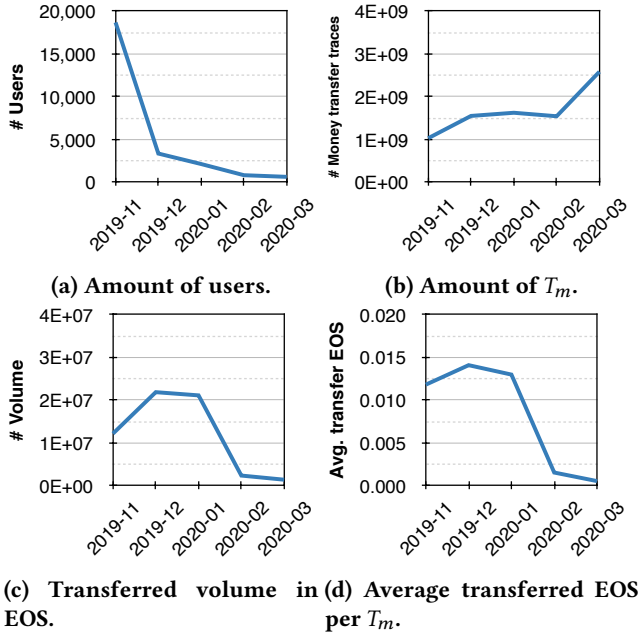 20,000
15,000
10,000
5,000
0
# Users
2019-11
2019-12
2020-01
2020-02
2020-03
(a) Amount of users.
4E+09
3E+09
2E+09
1E+09
0E+00
# Money transfer traces
2019-11
2019-12
2020-01
2020-02
2020-03
(b) Amount of Tm.
4E+07
3E+07
2E+07
1E+07
0E+00
# Volume
2019-11
2019-12
2020-01
2020-02
2020-03
(c) Transferred volume in
EOS.
0.020
0.015
0.010
0.005
0.000
Avg. transfer EOS
2019-11
2019-12
2020-01
2020-02
2020-03
(d) Average transferred EOS
per Tm.